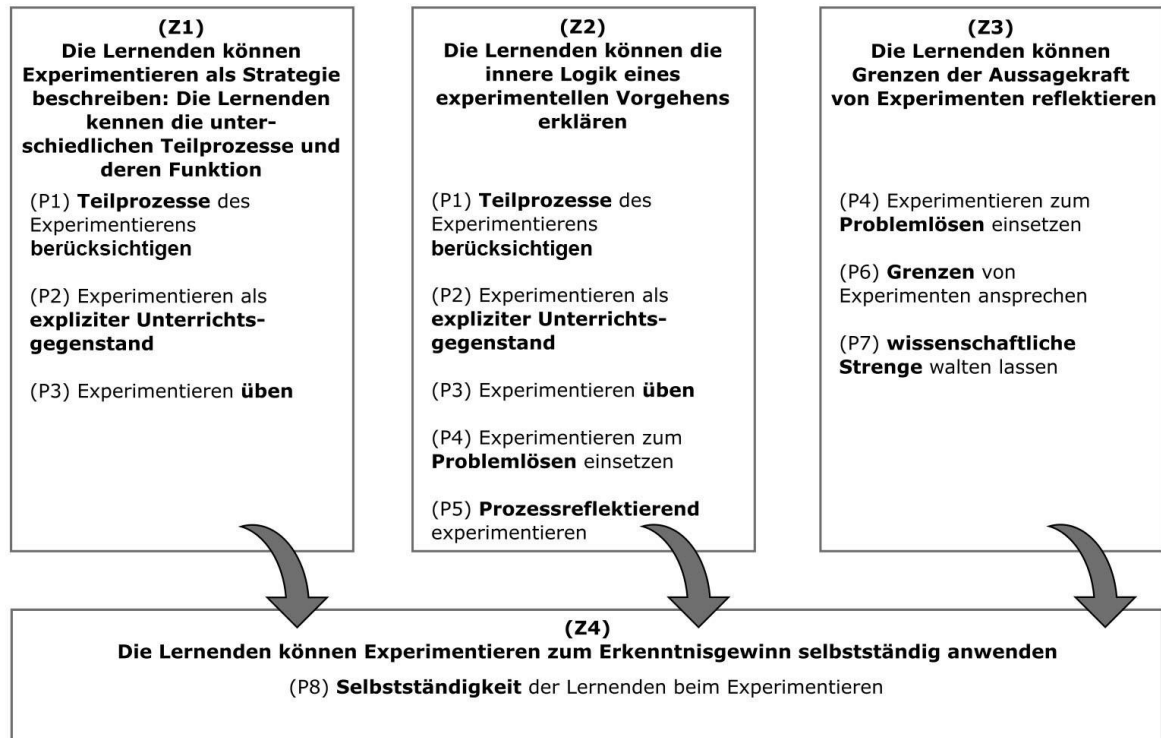 (Z1)
Die Lernenden können
Experimentieren als Strategie
beschreiben: Die Lernenden
kennen die unter-
schiedlichen Teilprozesse und
deren Funktion
(P1) Teilprozesse des
Experimentierens
berücksichtigen
(P2) Experimentieren als
expliziter Unterrichts-
gegenstand
(P3) Experimentieren üben
(Z2)
Die Lernenden können die
innere Logik eines
experimentellen Vorgehens
erklären
(P1) Teilprozesse des
Experimentierens
berücksichtigen
(P2) Experimentieren als
expliziter Unterrichts-
gegenstand
(P3) Experimentieren üben
(P4) Experimentieren zum
Problemlösen einsetzen
(P5) Prozessreflektierend
experimentieren
(Z3)
Die Lernenden können
Grenzen der Aussagekraft
von Experimenten reflektieren
(P4) Experimentieren zum
Problemlösen einsetzen
(P6) Grenzen von
Experimenten ansprechen
(P7) wissenschaftliche
Strenge walten lassen
(Z4)
Die Lernenden können Experimentieren zum Erkenntnisgewinn selbstständig anwenden
(P8) Selbstständigkeit der Lernenden beim Experimentieren